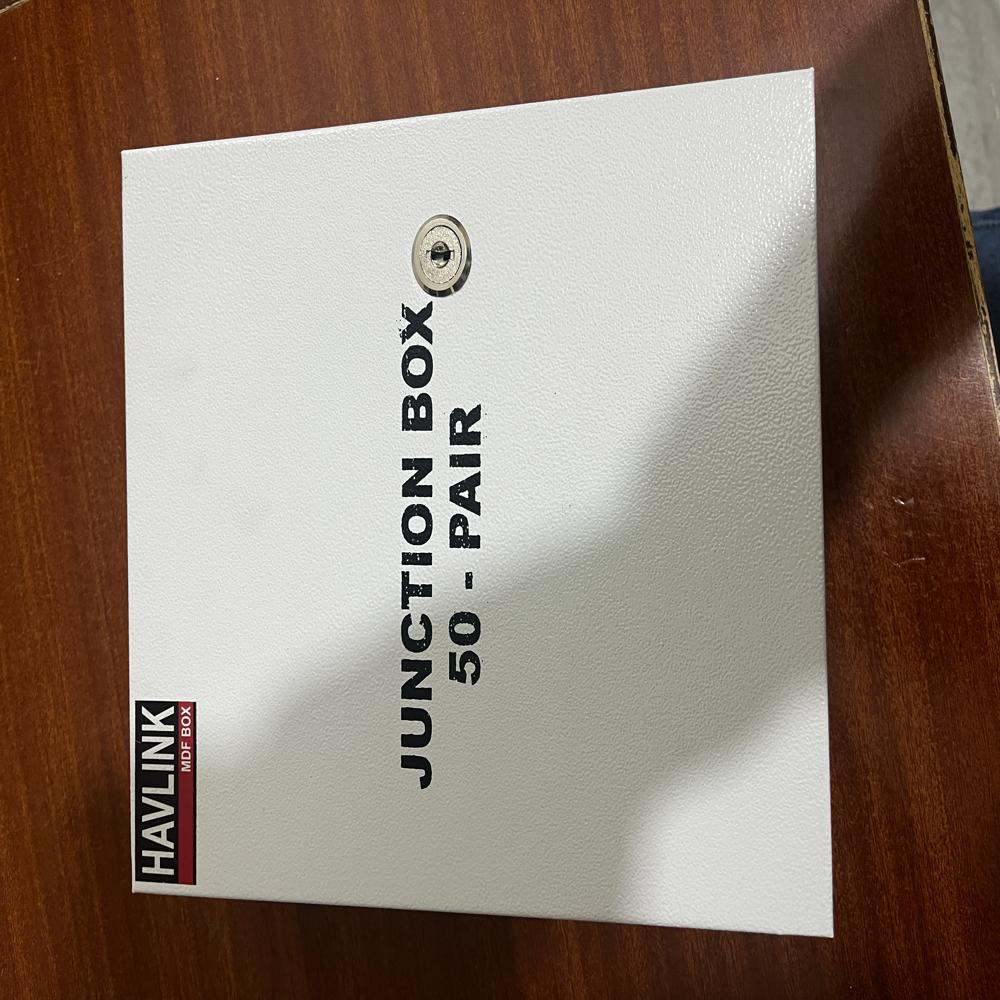 HAVLINK
MDF BOX
JUNCTION BOX
50 - PAIR